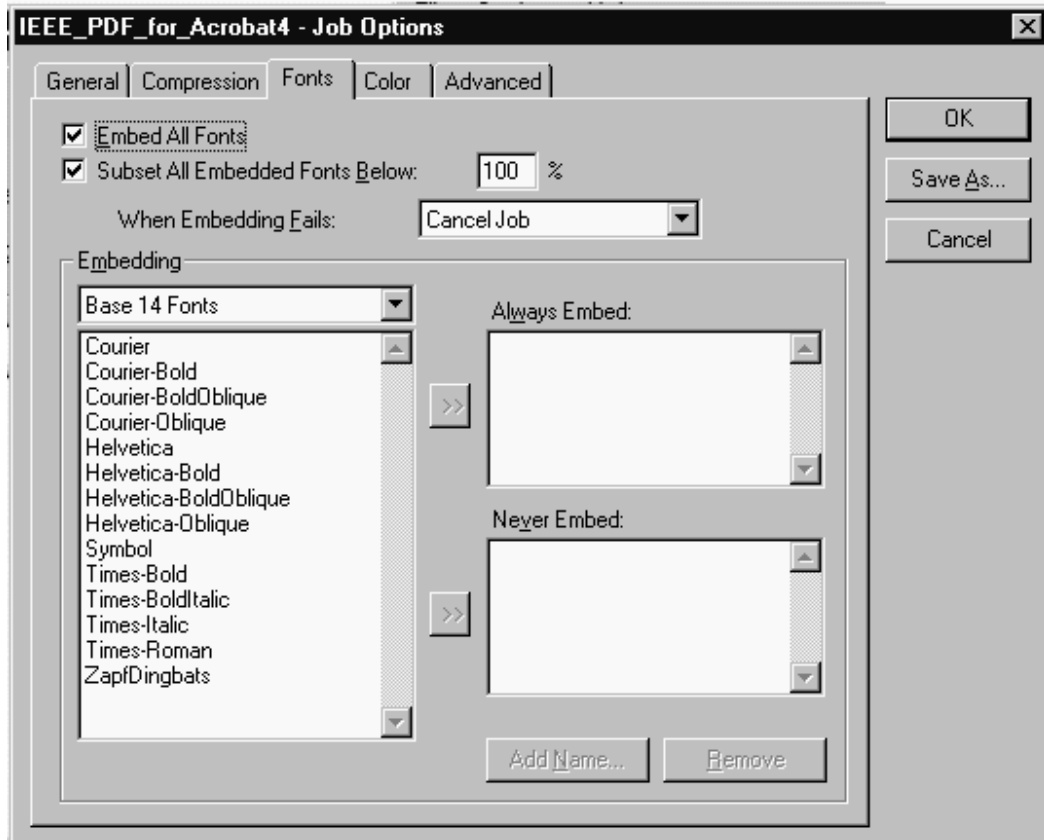 IEEE_PDF_for_Acrobat4 - Job Options
General Compression Fonts Color Advanced
Embed All Fonts
Subset All Embedded Fonts Below: 100 %
When Embedding Fails: Cancel Job
OK
Save As...
Cancel
Embedding
Base 14 Fonts
Courier
Courier-Bold
Courier-BoldOblique
Courier-Oblique
Helvetica
Helvetica-Bold
Helvetica-BoldOblique
Helvetica-Oblique
Symbol
Times-Bold
Times-BoldItalic
Times-Italic
Times-Roman
ZapfDingbats
>>
>>
Always Embed:
Never Embed:
Add Name... Remove